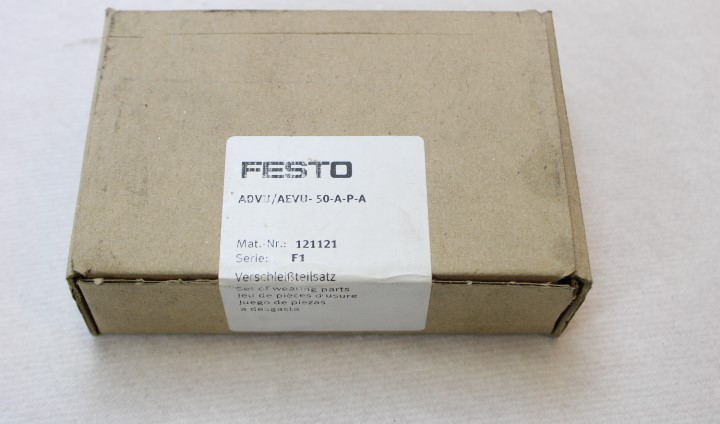 FESTO
ADVU/AEVU- 50-A-P-A
Mat.-Nr.: 121121
Serie: F1
Verschleißteilsatz
Set of wearing parts
Jeu de pièces d'usure
Juego de piezas
a desgasta